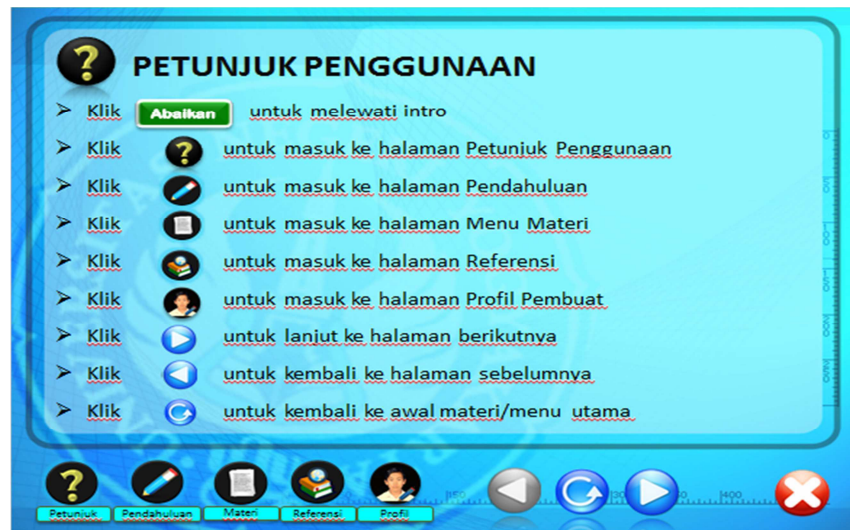 PETUNJUK PENGGUNAAN
Klik Abaikan untuk melewati intro
Klik ? untuk masuk ke halaman Petunjuk Penggunaan
Klik untuk masuk ke halaman Pendahuluan
Klik untuk masuk ke halaman Menu Materi
Klik untuk masuk ke halaman Referensi
Klik untuk masuk ke halaman Profil Pembuat
Klik untuk lanjut ke halaman berikutnya
Klik untuk kembali ke halaman sebelumnya
Klik untuk kembali ke awal materi/menu utama
Petunjuk Pendahuluan Materi Referensi Profil